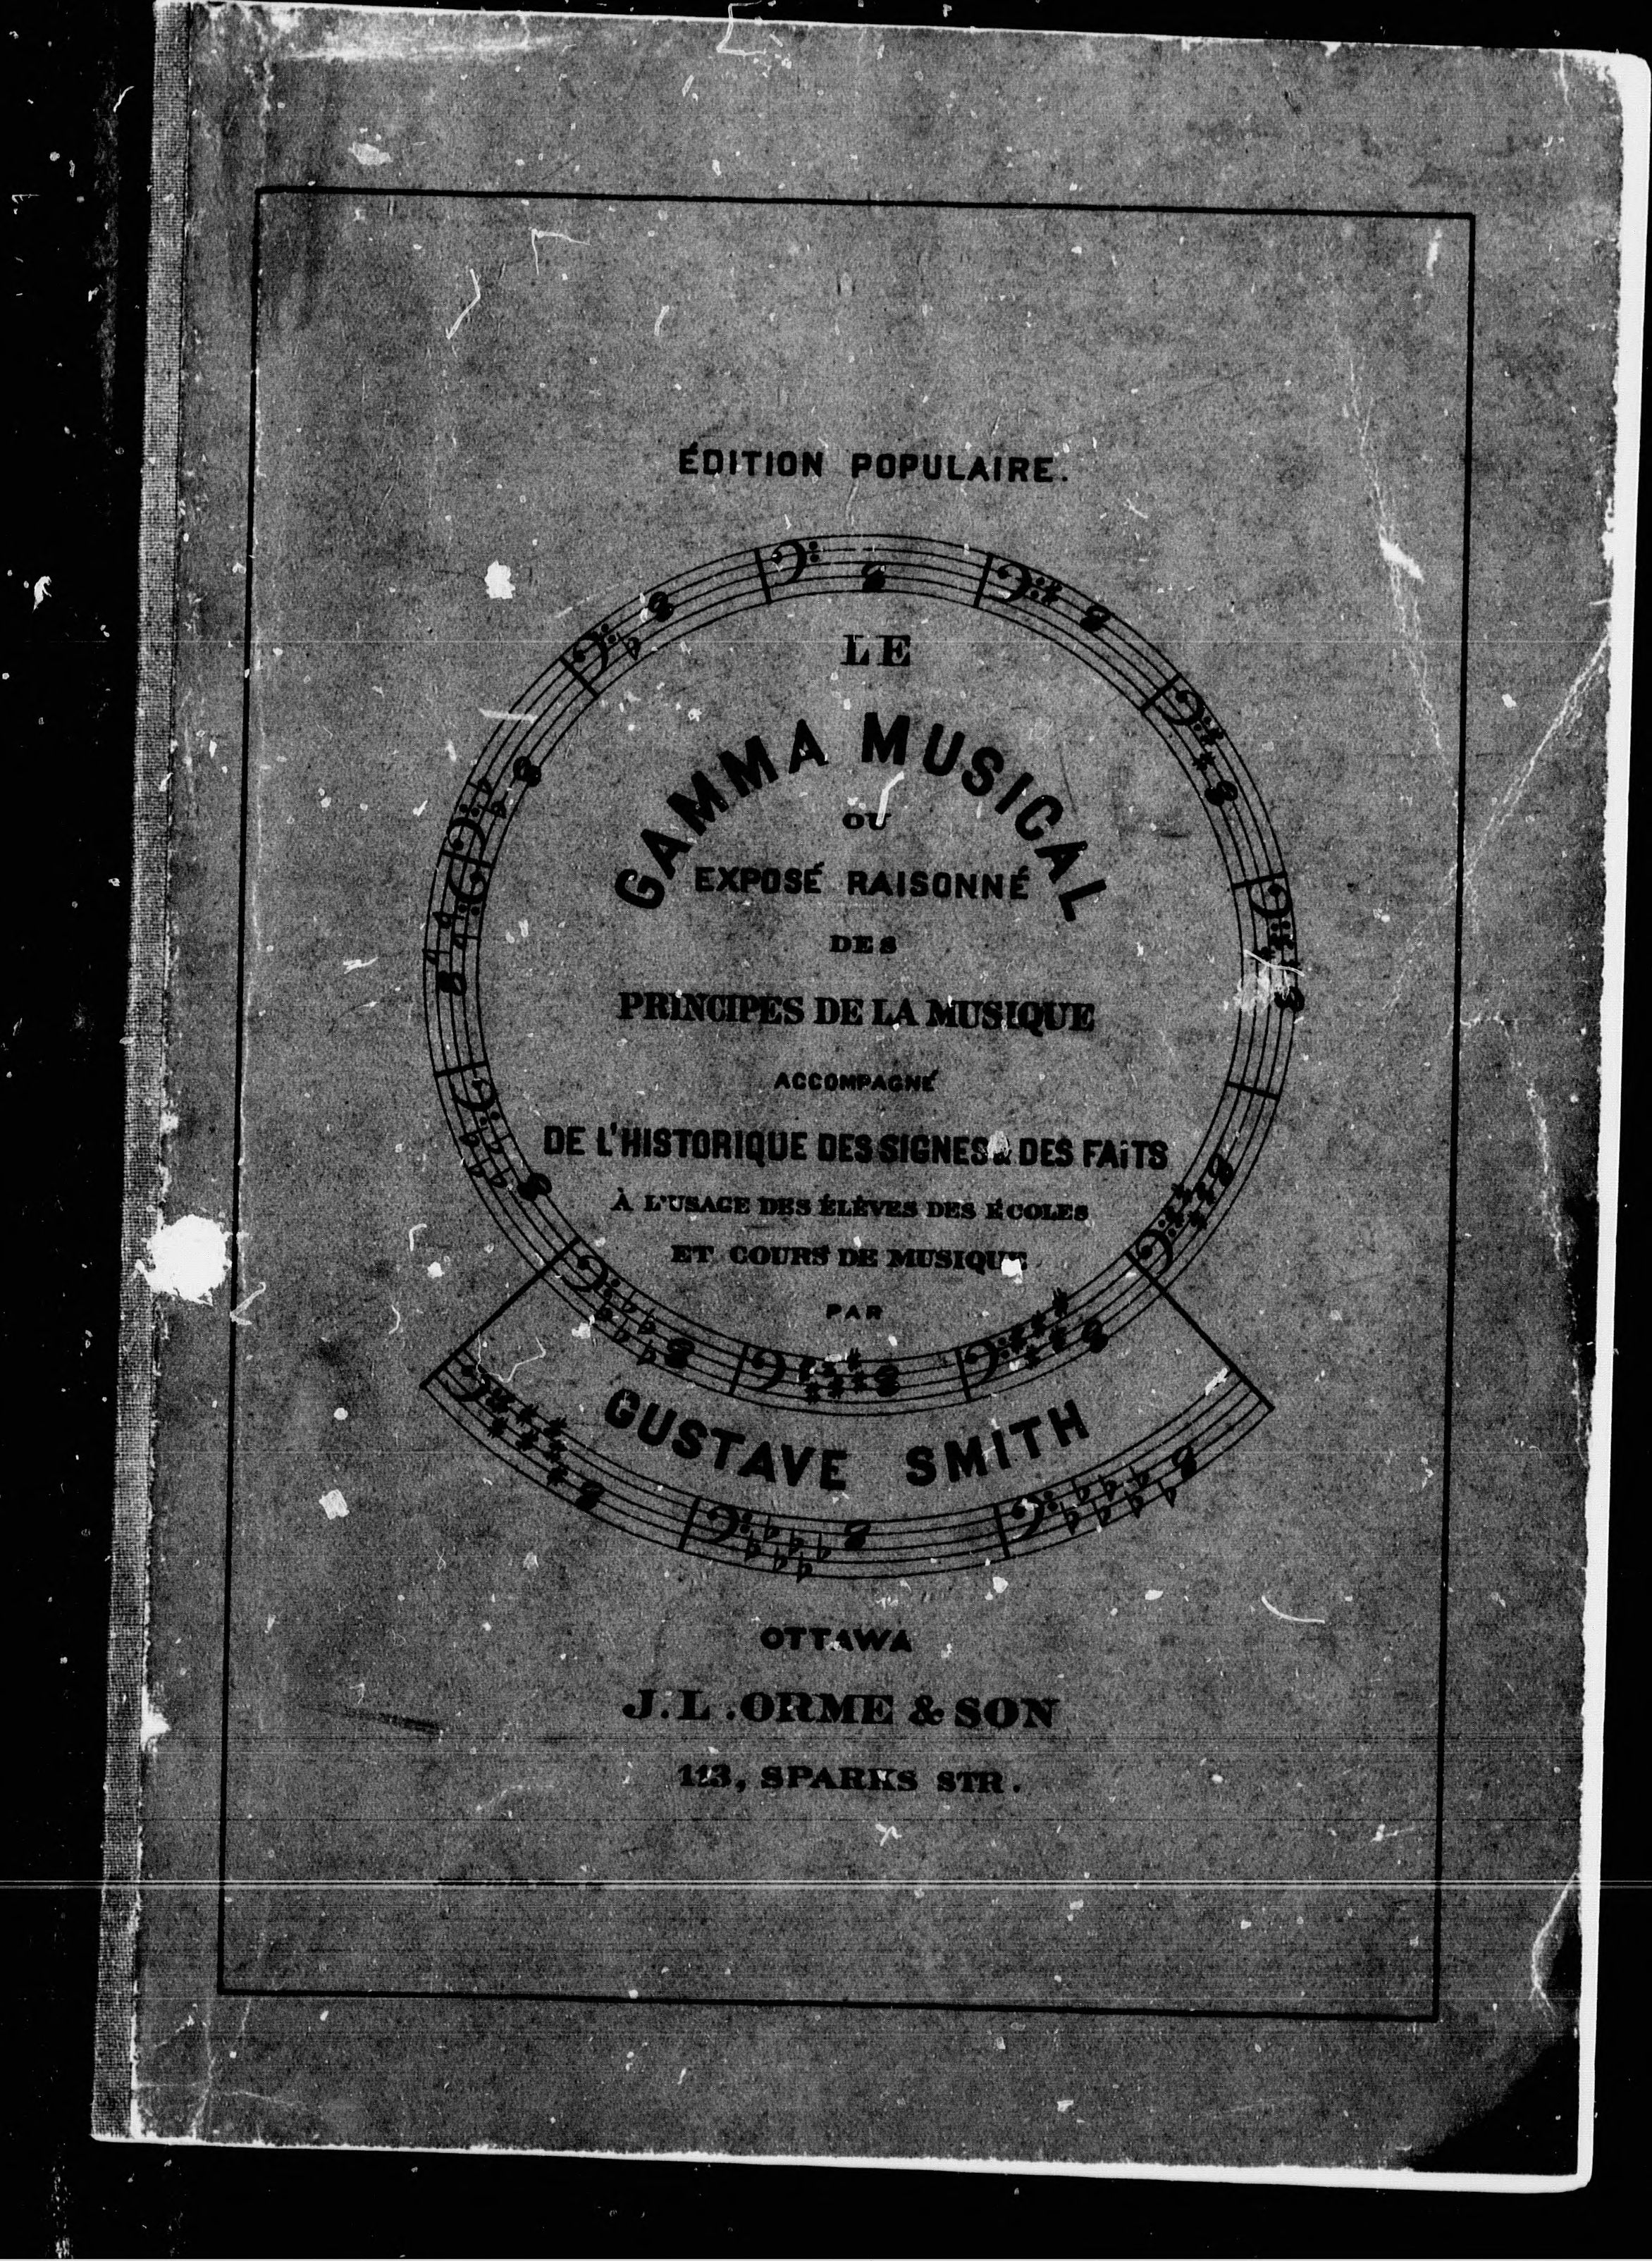 ÉDITION POPULAIRE.
LE
GAMMA MUSICAL
OU
EXPOSÉ RAISONNÉ
DES
PRINCIPES DE LA MUSIQUE
ACCOMPAGNÉ
DE L'HISTORIQUE DES SIGNES & DES FAITS
À L'USAGE DES ÉLÈVES DES ÉCOLES
ET COURS DE MUSIQUE
PAR
GUSTAVE SMITH
OTTAWA
J. L. ORME & SON
113, SPARKS STR.